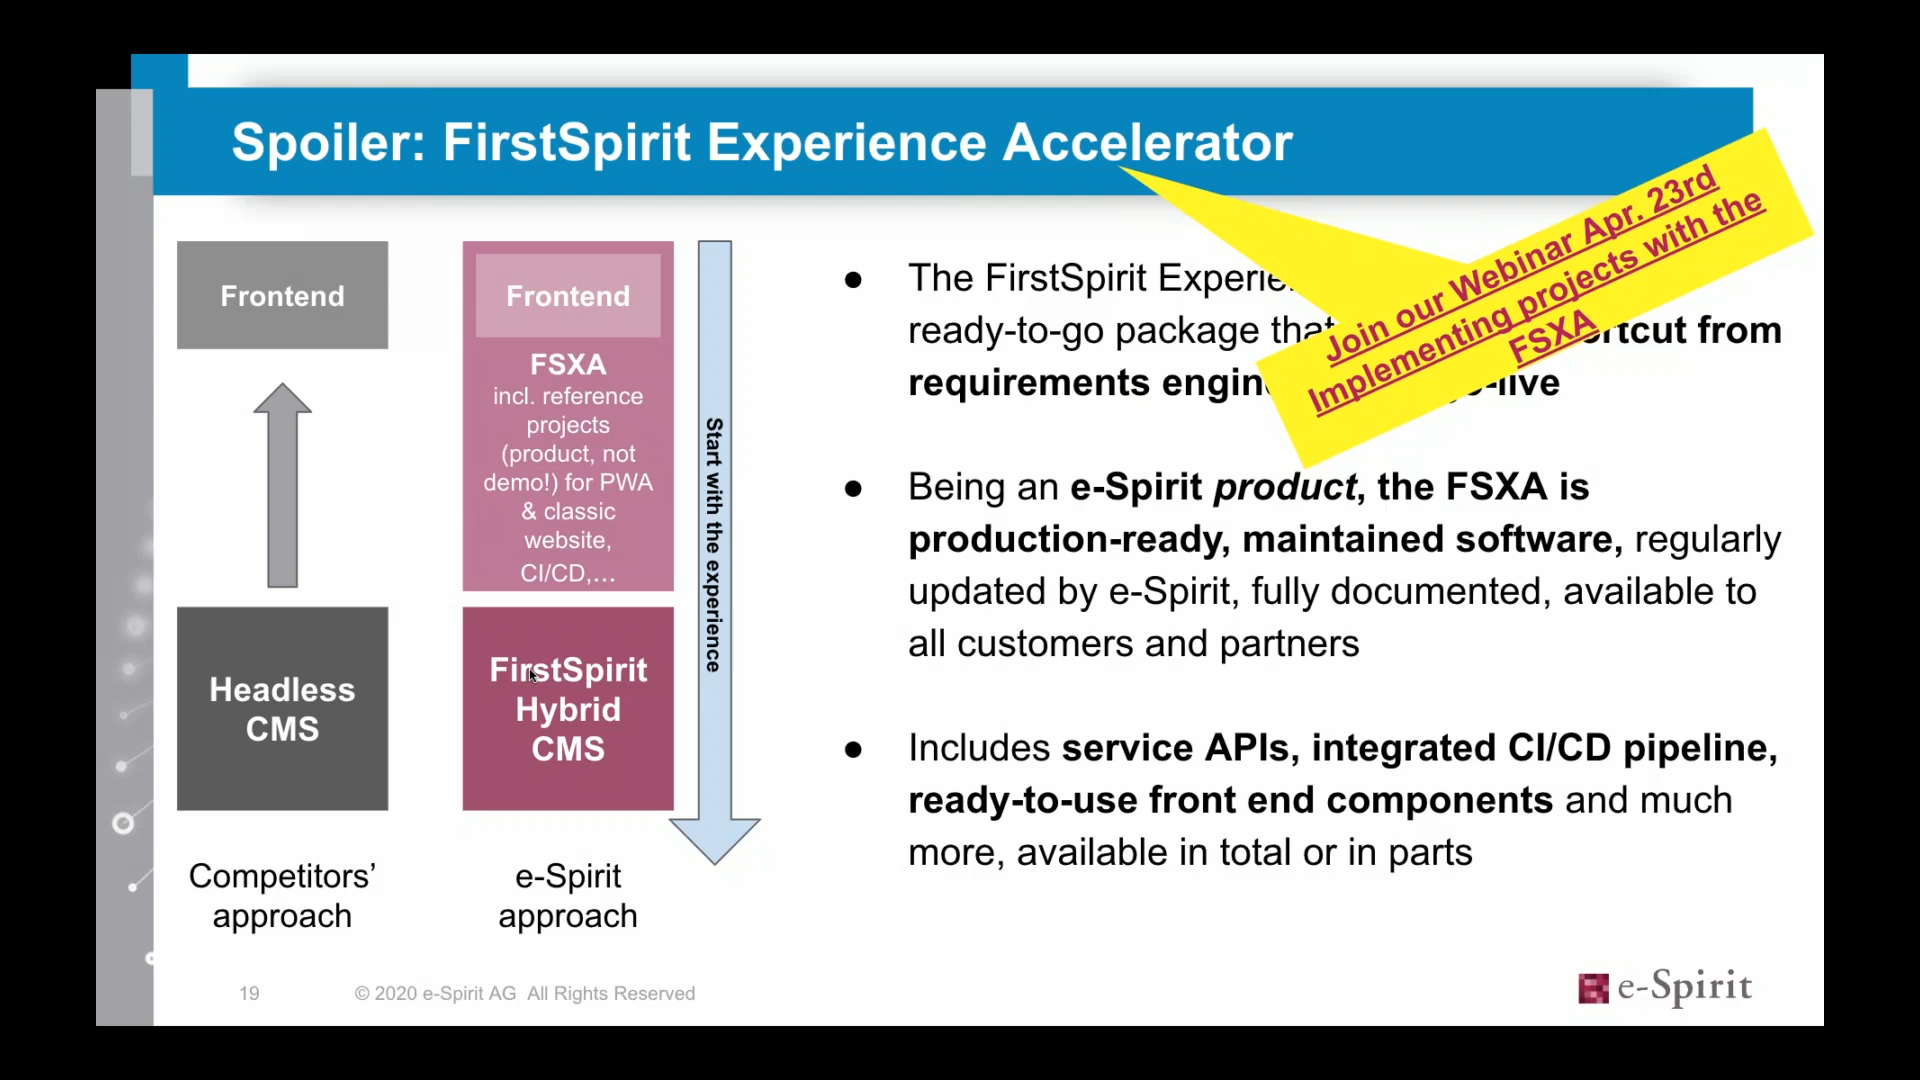 Spoiler: FirstSpirit Experience Accelerator
Join our Webinar Apr. 23rd
Implementing projects with the
FSXA
Frontend
Headless
CMS
Competitors’
approach
Frontend
FSXA
incl. reference
projects
(product, not
demo!) for PWA
& classic
website,
CI/CD,...
FirstSpirit
Hybrid
CMS
e-Spirit
approach
Start with the experience
● The FirstSpirit
ready-to-go package from
requirements
● Being an e-Spirit product, the FSXA is
production-ready, maintained software, regularly
updated by e-Spirit, fully documented, available to
all customers and partners
● Includes service APIs, integrated CI/CD pipeline,
ready-to-use front end components and much
more, available in total or in parts
19
© 2020 e-Spirit AG All Rights Reserved
e-Spirit